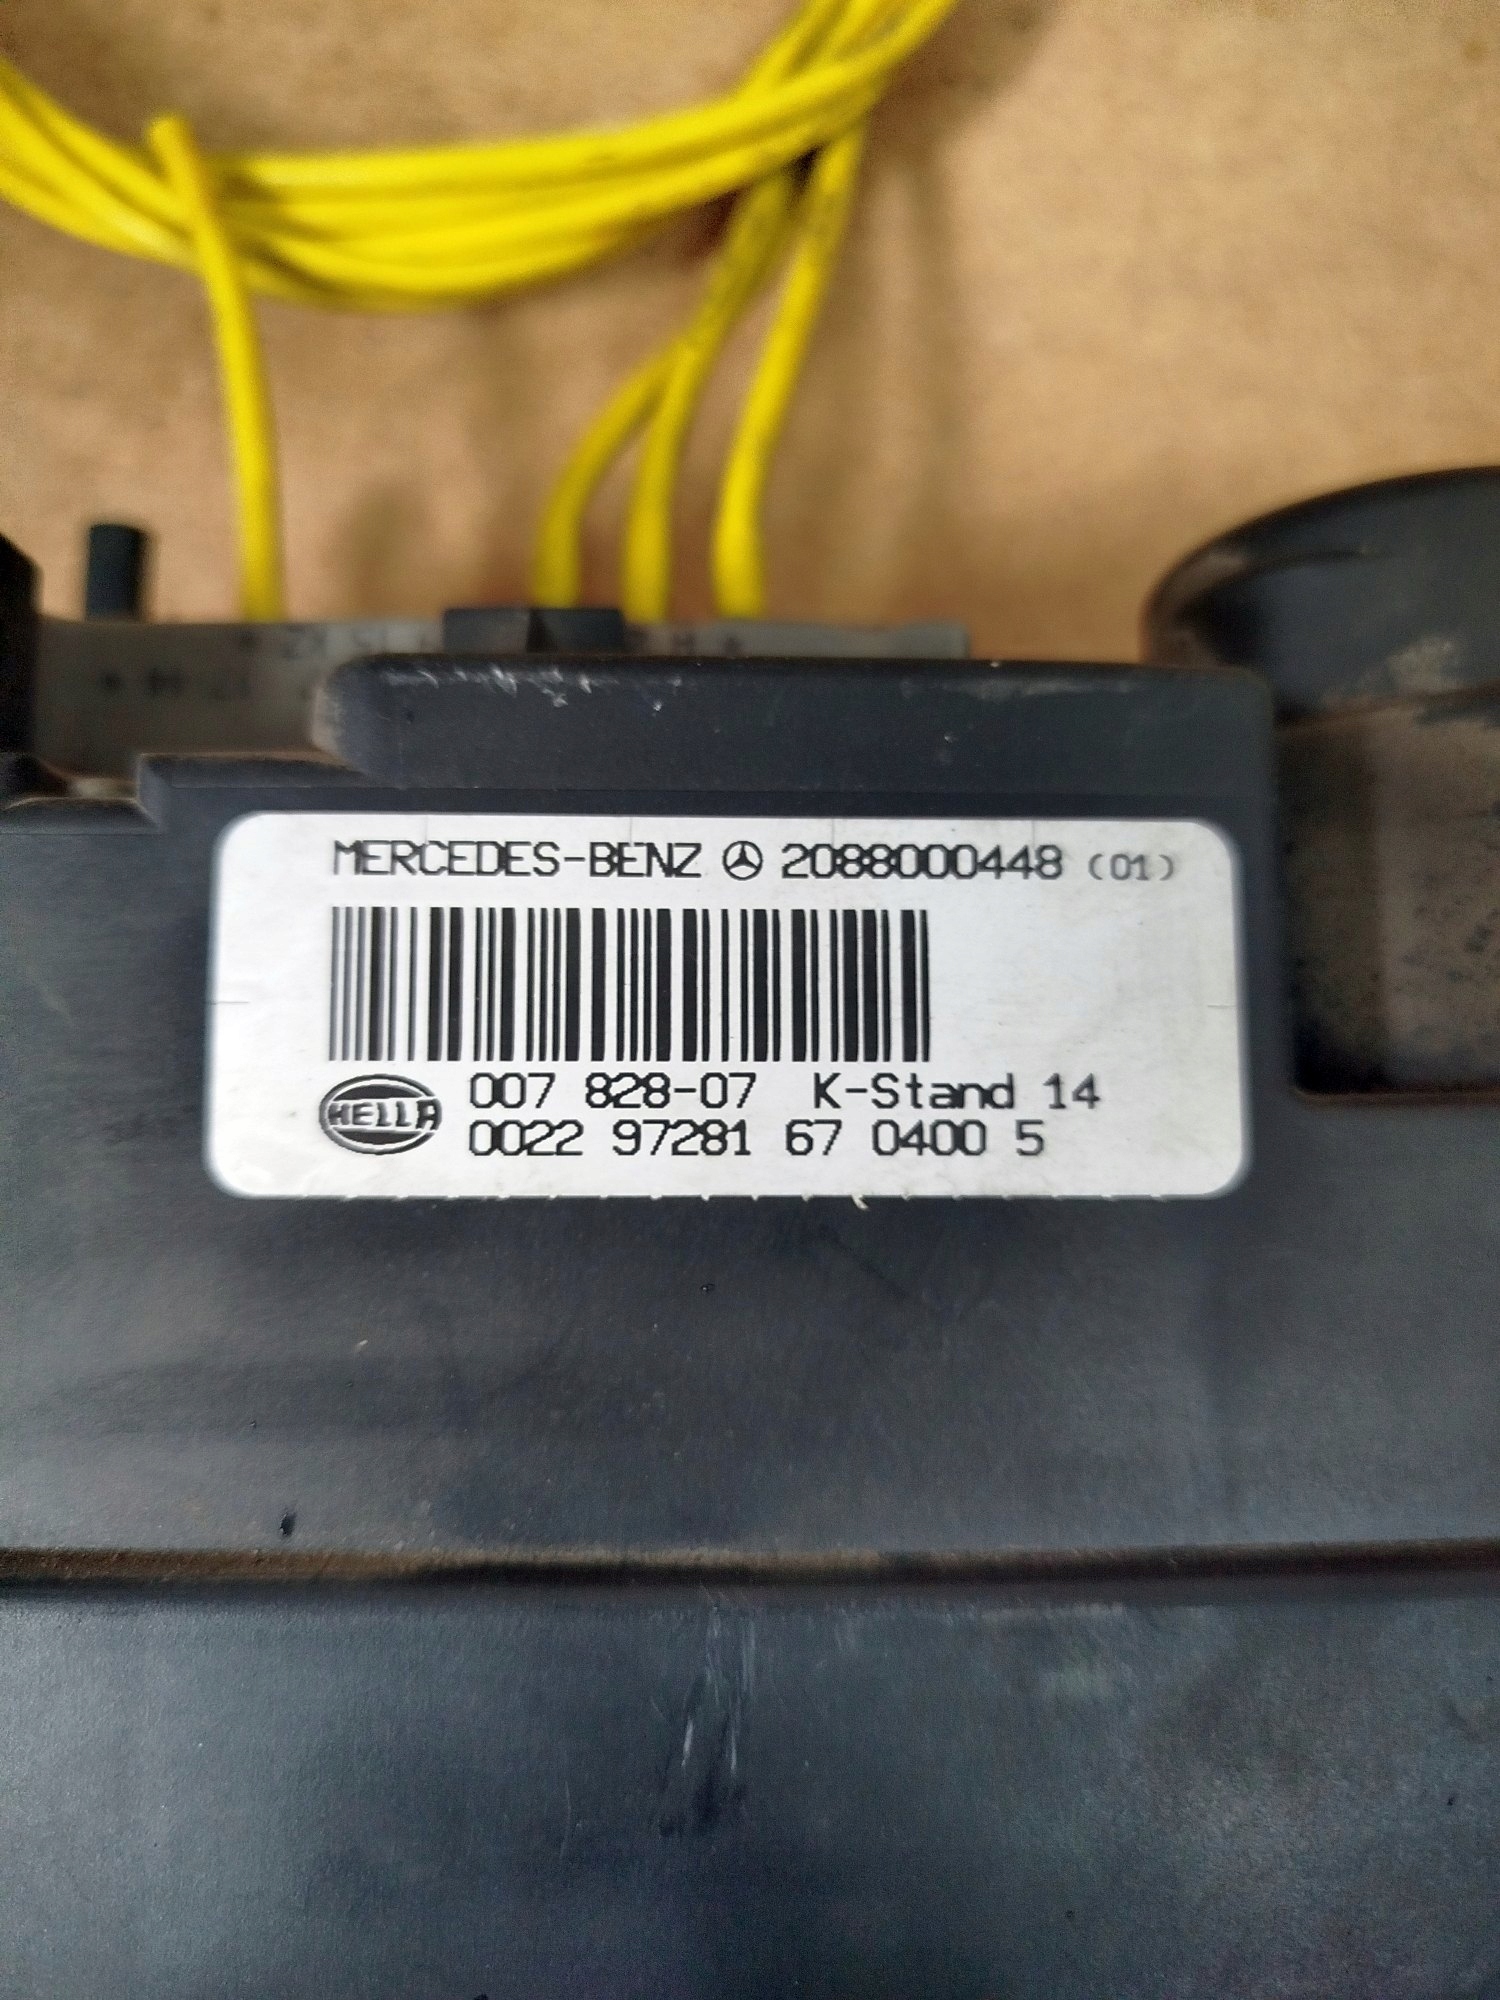 MERCEDES-BENZ 2088000448 (01)
HELLA
007 828-07 K-Stand 14
0022 97281 67 0400 5